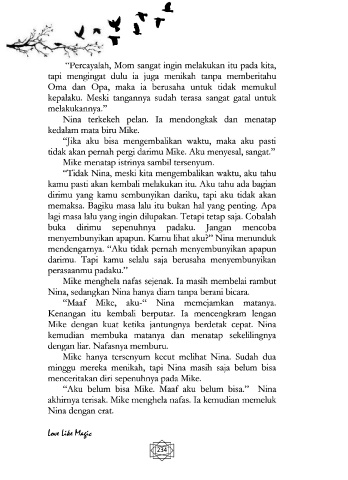 "Percayalah, Mom sangat ingin melakukan itu pada kita,
tapi mengingat dulu ia juga menikah tanpa memberitahu
Oma dan Opa, maka ia berusaha untuk tidak memukul
kepalaku. Meski tangannya sudah terasa sangat gatal untuk
melakukannya."
Nina terkekeh pelan. Ia mendongkak dan menatap
kedalam mata biru Mike.
"Jika aku bisa mengembalikan waktu, maka aku pasti
tidak akan pernah pergi darimu Mike. Aku menyesal, sangat."
Mike menatap istrinya sambil tersenyum.
"Tidak Nina, meski kita mengembalikan waktu, aku tahu
kamu pasti akan kembali melakukan itu. Aku tahu ada bagian
dirimu yang kamu sembunyikan dariku, tapi aku tidak akan
memaksa. Bagiku masa lalu itu bukan hal yang penting. Apa
lagi masa lalu yang ingin dilupakan. Tetapi tetap saja. Cobalah
buka dirimu sepenuhnya padaku. Jangan mencoba
menyembunyikan apapun. Kamu lihat aku?" Nina menunduk
mendengarnya. "Aku tidak pernah menyembunyikan apapun
darimu. Tapi kamu selalu saja berusaha menyembunyikan
perasaanmu padaku."
Mike menghela nafas sejenak. Ia masih membelai rambut
Nina, sedangkan Nina hanya diam tanpa berani bicara.
"Maaf Mike, aku-" Nina memejamkan matanya.
Kenangan itu kembali berputar. Ia mencengkram lengan
Mike dengan kuat ketika jantungnya berdetak cepat. Nina
kemudian membuka matanya dan menatap sekelilingnya
dengan liar. Nafasnya memburu.
Mike hanya tersenyum kecut melihat Nina. Sudah dua
minggu mereka menikah, tapi Nina masih saja belum bisa
menceritakan diri sepenuhnya pada Mike.
"Aku belum bisa Mike. Maaf aku belum bisa." Nina
akhirnya terisak. Mike menghela nafas. Ia kemudian memeluk
Nina dengan erat.
Love Like Magic
234